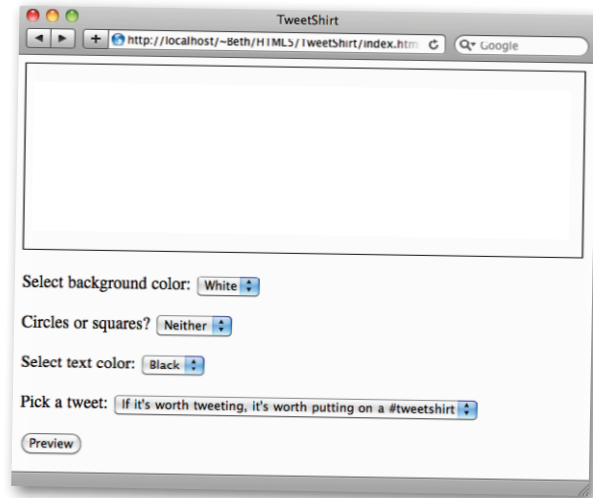 TweetShirt
http://localhost/~Beth/HTML5/TweetShirt/index.htm
Google
Select background color: White
Circles or squares? Neither
Select text color: Black
Pick a tweet: If it's worth tweeting, it's worth putting on a #tweetshirt
Preview